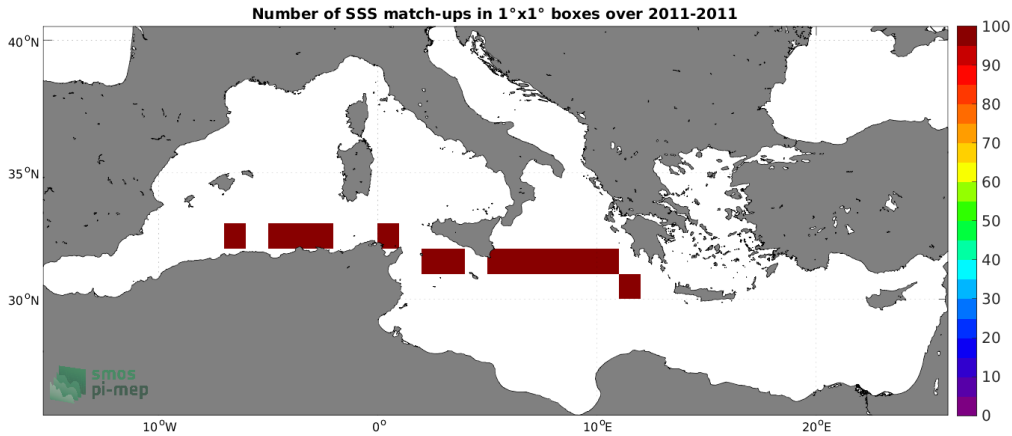 Number of SSS match-ups in 1°x1° boxes over 2011-2011
40°N
35°N
30°N
10°W
0°
10°E
20°E
100
90
80
70
60
50
40
30
20
10
0
smos
pi-mep